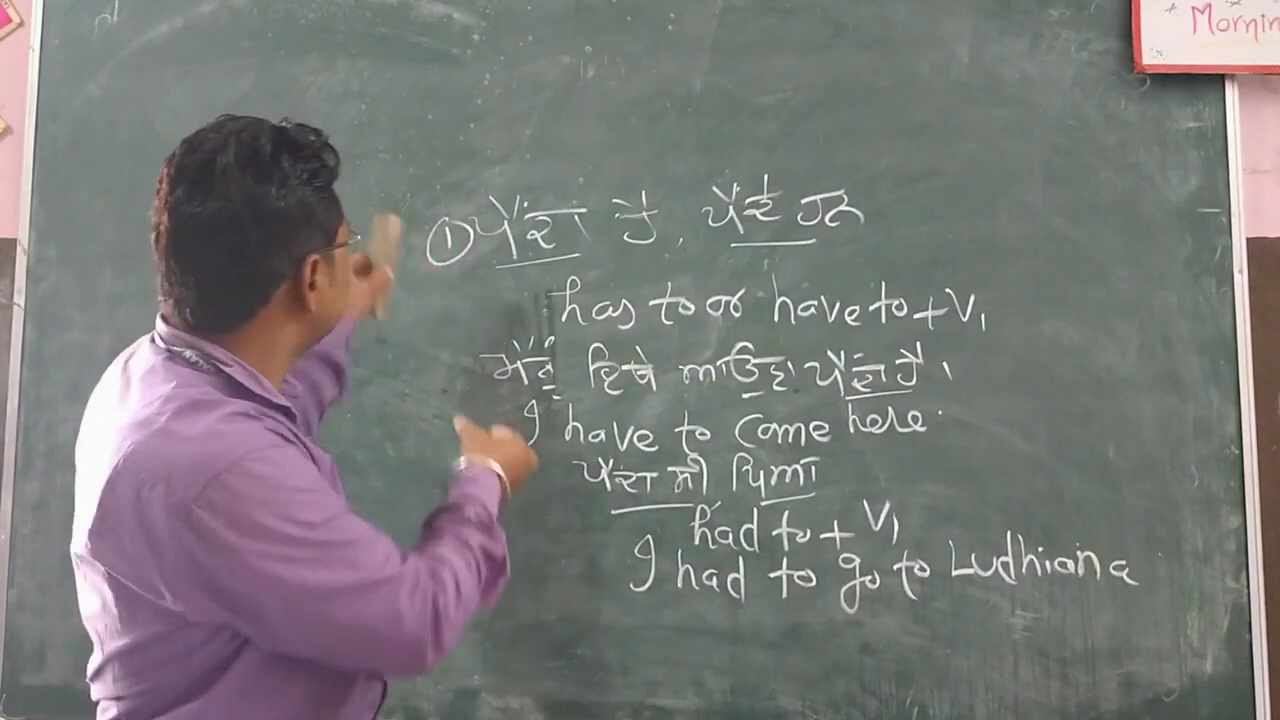 Mornin
① ਪੈਂਦਾ ਹੈ, ਪੈਂਦੇ ਹਨ
has to or have to + V₁
ਮੈਨੂੰ ਇੱਥੇ ਆਉਣਾ ਪੈਂਦਾ ਹੈ।
I have to come here.
ਪੈਂਦਾ ਸੀ ਪਿਆ
had to + V₁
I had to go to Ludhiana